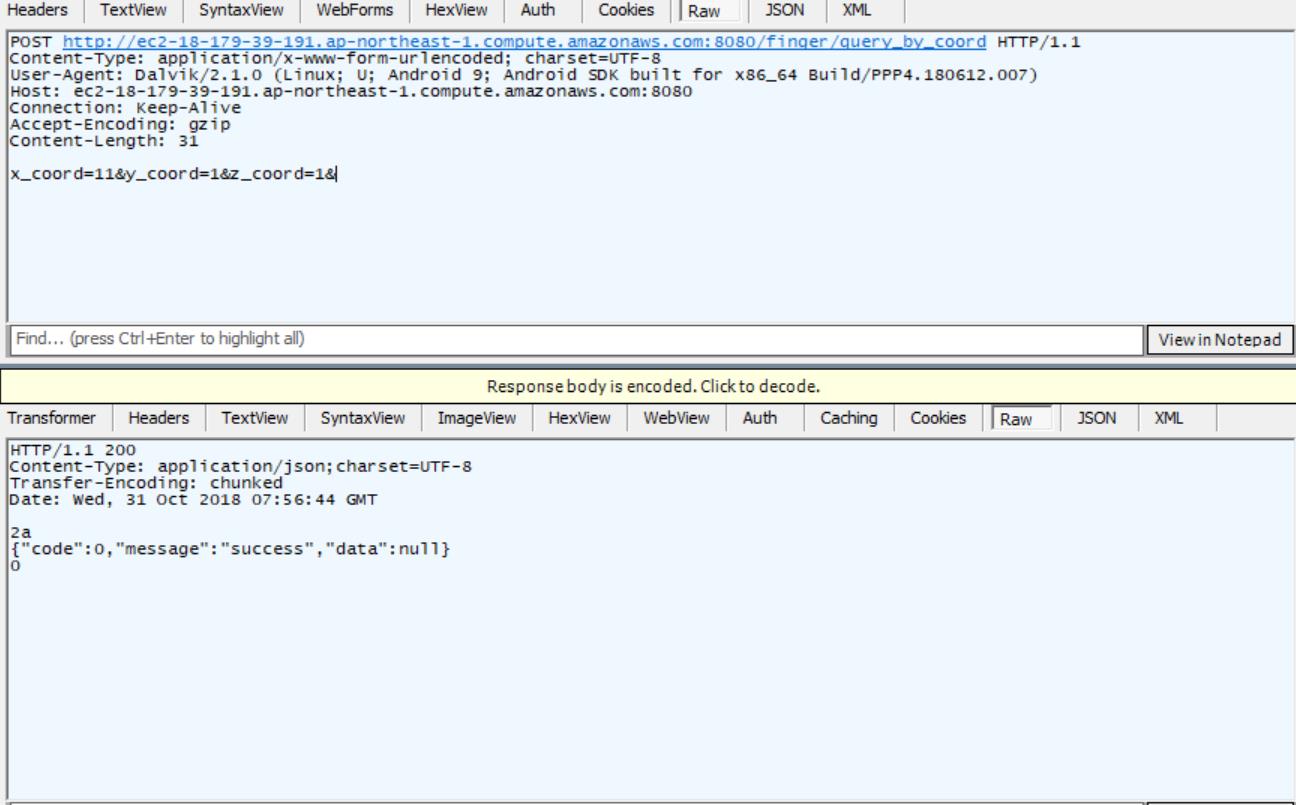 Headers TextView SyntaxView WebForms HexView Auth Cookies Raw JSON XML
POST http://ec2-18-179-39-191.ap-northeast-1.compute.amazonaws.com:8080/finger/query_by_coord HTTP/1.1
Content-Type: application/x-www-form-urlencoded; charset=UTF-8
User-Agent: Dalvik/2.1.0 (Linux; U; Android 9; Android SDK built for x86_64 Build/PPP4.180612.007)
Host: ec2-18-179-39-191.ap-northeast-1.compute.amazonaws.com:8080
Connection: Keep-Alive
Accept-Encoding: gzip
Content-Length: 31
x_coord=11&y_coord=1&z_coord=1&
Find... (press Ctrl+Enter to highlight all) View in Notepad
Response body is encoded. Click to decode.
Transformer Headers TextView SyntaxView ImageView HexView WebView Auth Caching Cookies Raw JSON XML
HTTP/1.1 200
Content-Type: application/json;charset=UTF-8
Transfer-Encoding: chunked
Date: Wed, 31 Oct 2018 07:56:44 GMT
2a
{"code":0,"message":"success","data":null}
0